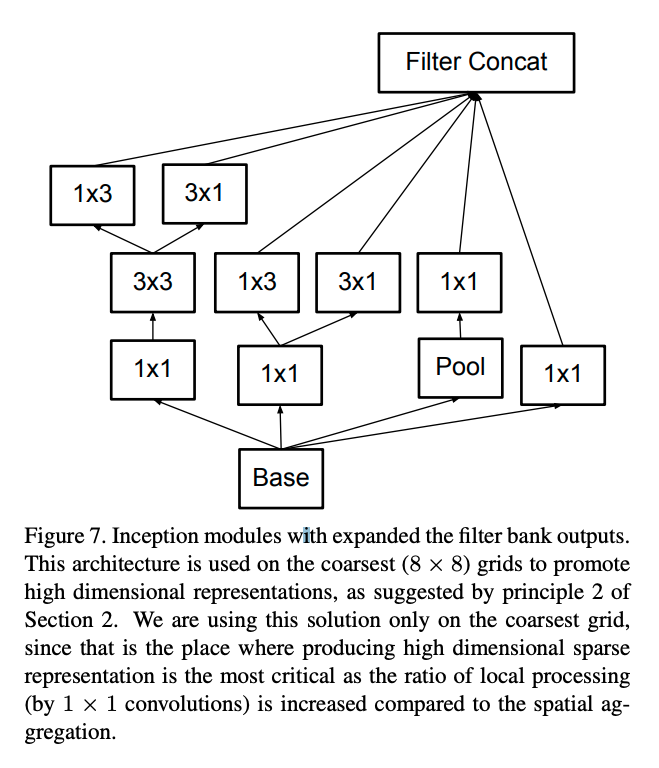 Filter Concat
1x3
3x1
3x3
1x3
3x1
1x1
1x1
1x1
Pool
1x1
Base
Figure 7. Inception modules with expanded the filter bank outputs.
This architecture is used on the coarsest (8 × 8) grids to promote
high dimensional representations, as suggested by principle 2 of
Section 2. We are using this solution only on the coarsest grid,
since that is the place where producing high dimensional sparse
representation is the most critical as the ratio of local processing
(by 1 × 1 convolutions) is increased compared to the spatial ag-
gregation.